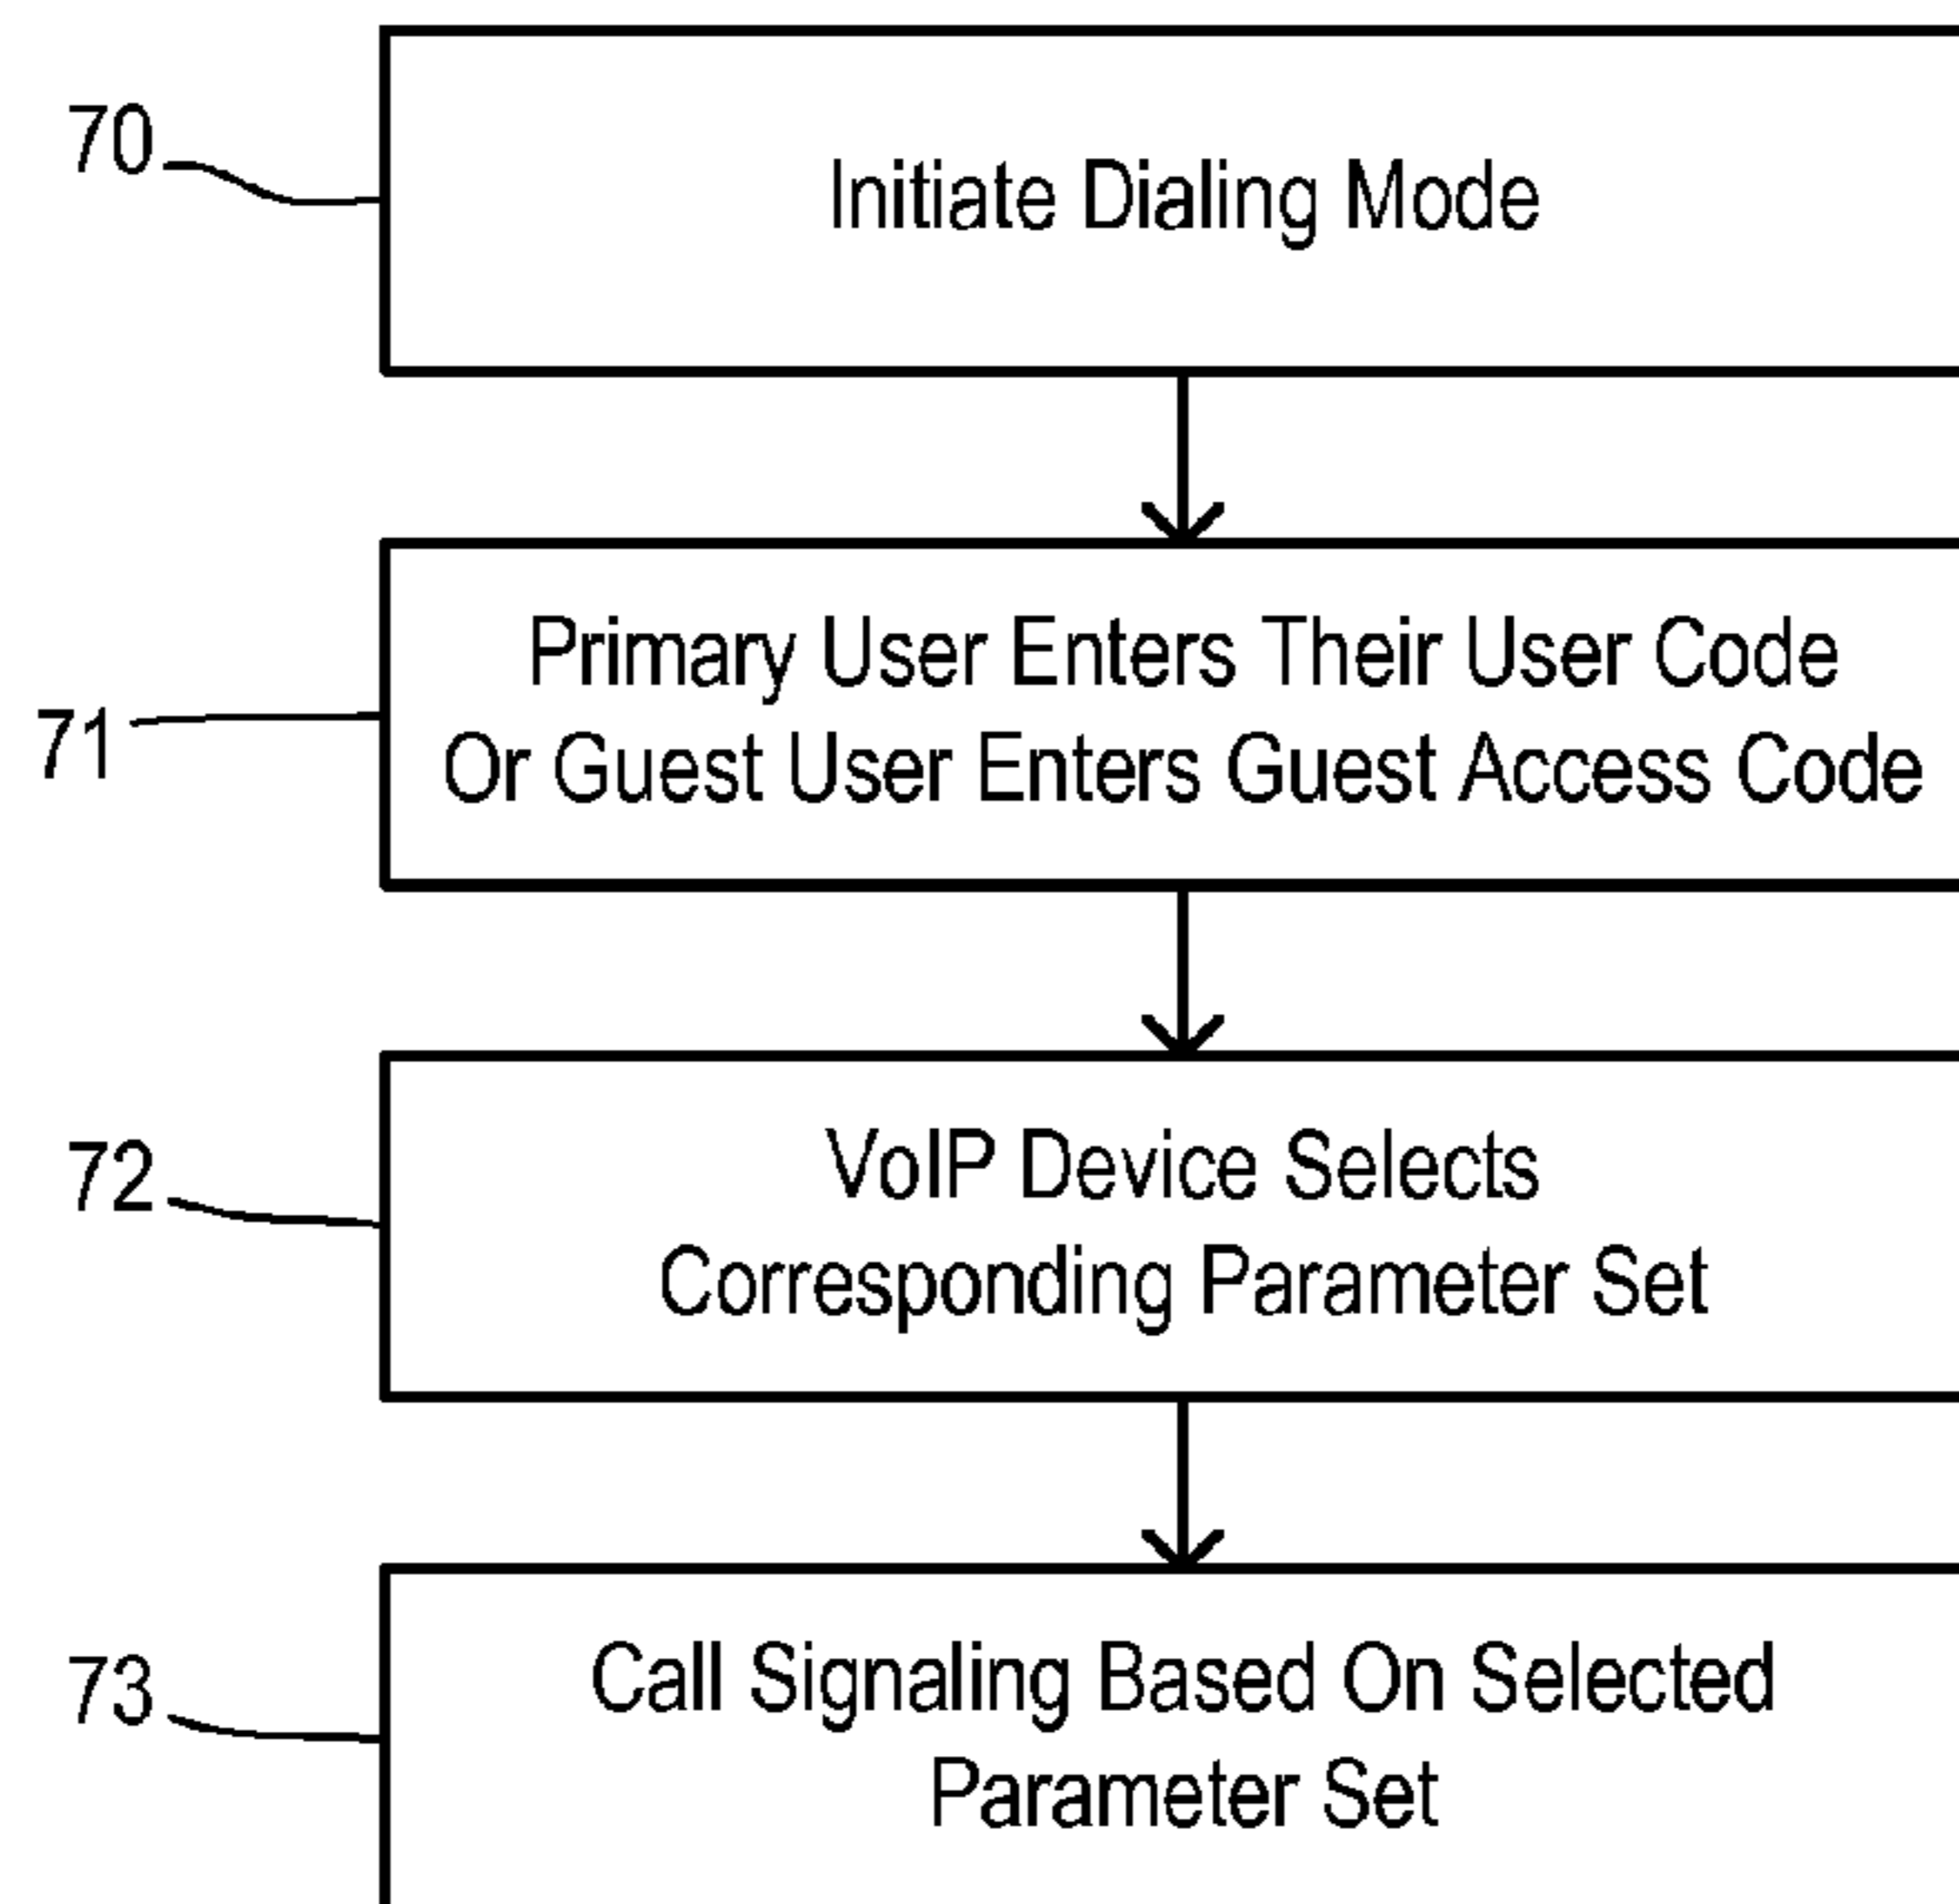 70
Initiate Dialing Mode
71
Primary User Enters Their User Code
Or Guest User Enters Guest Access Code
72
VoIP Device Selects
Corresponding Parameter Set
73
Call Signaling Based On Selected
Parameter Set